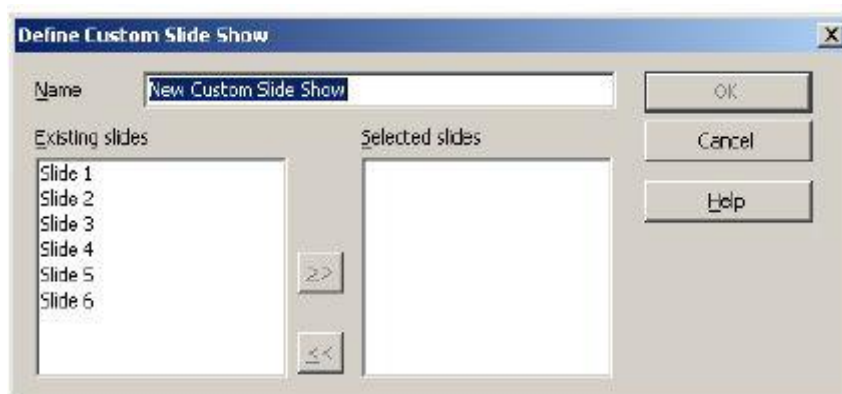 Define Custom Slide Show
Name
New Custom Slide Show
OK
Existing slides
Selected slides
Cancel
Slide 1
Slide 2
Slide 3
Slide 4
Slide 5
Slide 6
Help
>>
<<